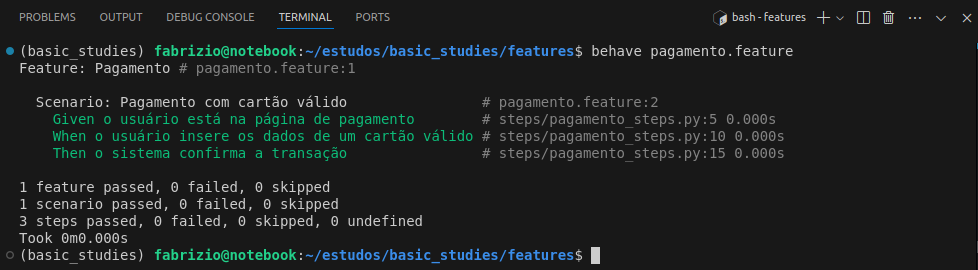 PROBLEMS OUTPUT DEBUG CONSOLE TERMINAL PORTS bash - features
(basic_studies) fabrizio@notebook:~/estudos/basic_studies/features$ behave pagamento.feature
Feature: Pagamento # pagamento.feature:1
Scenario: Pagamento com cartão válido # pagamento.feature:2
Given o usuário está na página de pagamento # steps/pagamento_steps.py:5 0.000s
When o usuário insere os dados de um cartão válido # steps/pagamento_steps.py:10 0.000s
Then o sistema confirma a transação # steps/pagamento_steps.py:15 0.000s
1 feature passed, 0 failed, 0 skipped
1 scenario passed, 0 failed, 0 skipped
3 steps passed, 0 failed, 0 skipped, 0 undefined
Took 0m0.000s
(basic_studies) fabrizio@notebook:~/estudos/basic_studies/features$